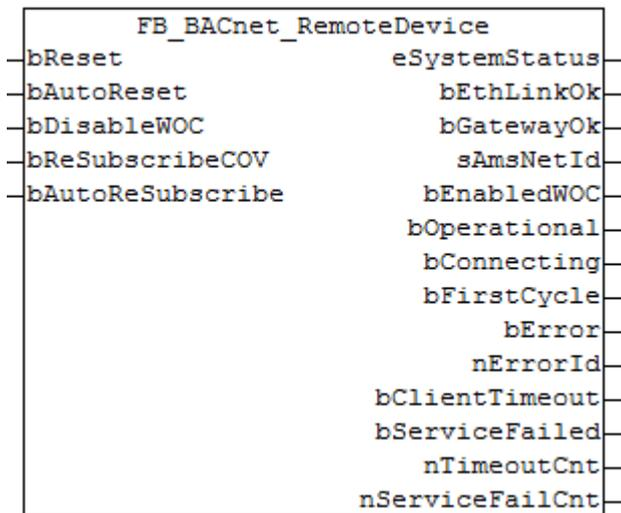 FB_BACnet_RemoteDevice
bReset eSystemStatus
bAutoReset bEthLinkOk
bDisableWOC bGatewayOk
bReSubscribeCOV sAmsNetId
bAutoReSubscribe bEnabledWOC
bOperational
bConnecting
bFirstCycle
bError
nErrorId
bClientTimeout
bServiceFailed
nTimeoutCnt
nServiceFailCnt